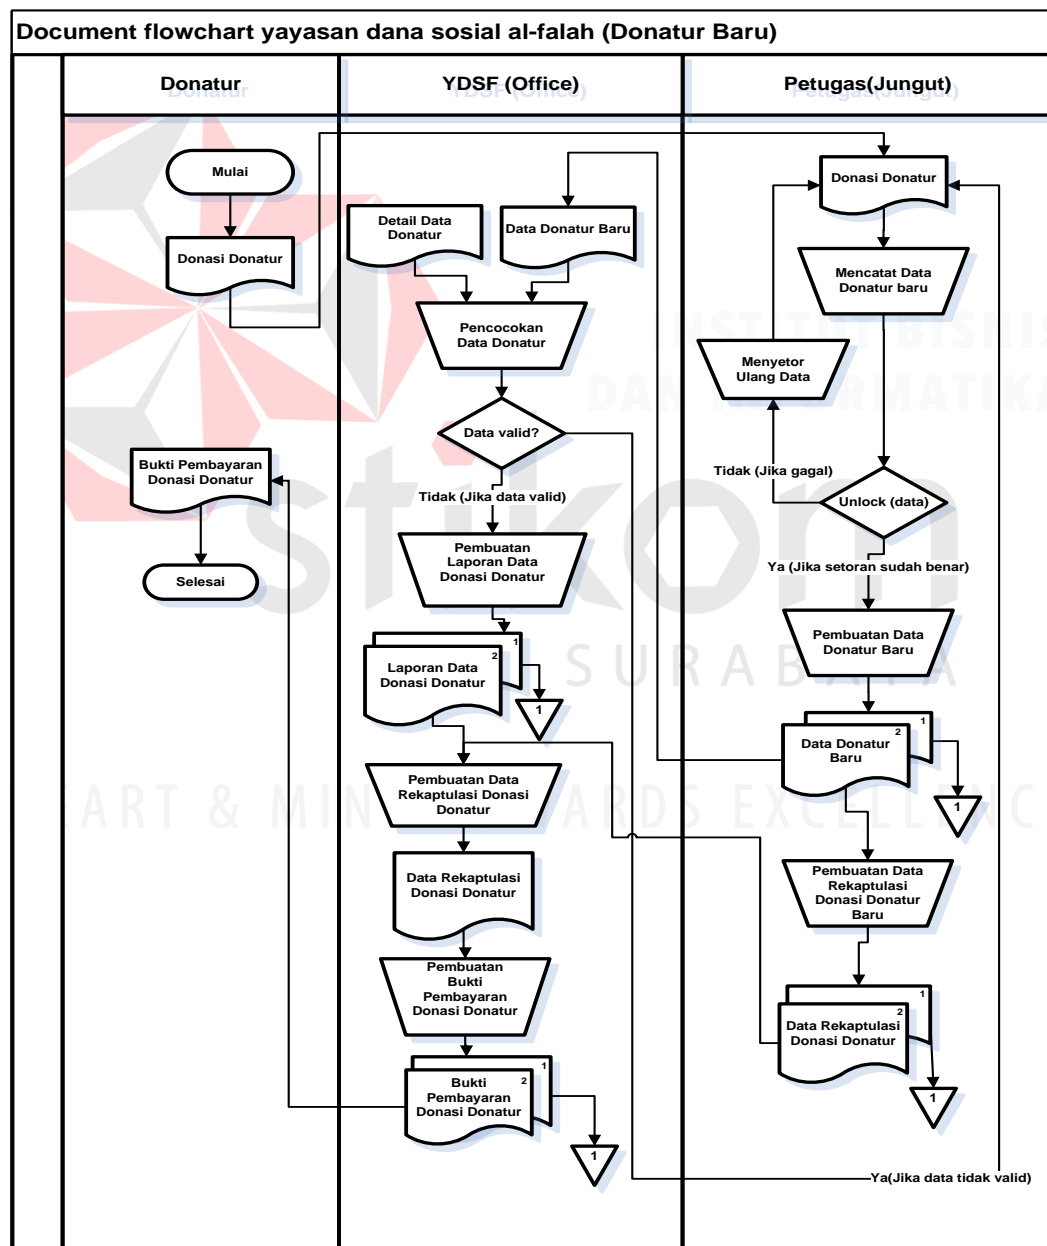 Document flowchart yayasan dana sosial al-falah (Donatur Baru)
Donatur
YDSF (Office)
Petugas(Jungut)
Mulai
Donasi Donatur
Bukti Pembayaran
Donasi Donatur
Selesai
Detail Data
Donatur
Data Donatur Baru
Pencocokan
Data Donatur
Data valid?
Tidak (Jika data valid)
Pembuatan
Laporan Data
Donasi Donatur
1
2
Laporan Data
Donasi Donatur
1
Pembuatan Data
Rekaptulasi Donasi
Donatur
Data Rekaptulasi
Donasi Donatur
Pembuatan
Bukti
Pembayaran
Donasi Donatur
1
2
Bukti
Pembayaran
Donasi Donatur
1
Donasi Donatur
Mencatat Data
Donatur baru
Menyetor
Ulang Data
Tidak (Jika gagal)
Unlock (data)
Ya (Jika setoran sudah benar)
Pembuatan Data
Donatur Baru
1
2
Data Donatur
Baru
1
Pembuatan Data
Rekaptulasi
Donasi Donatur
Baru
1
2
Data Rekaptulasi
Donasi Donatur
1
Ya(Jika data tidak valid)
INSTITUT BISNIS
stikom
SURABAYA